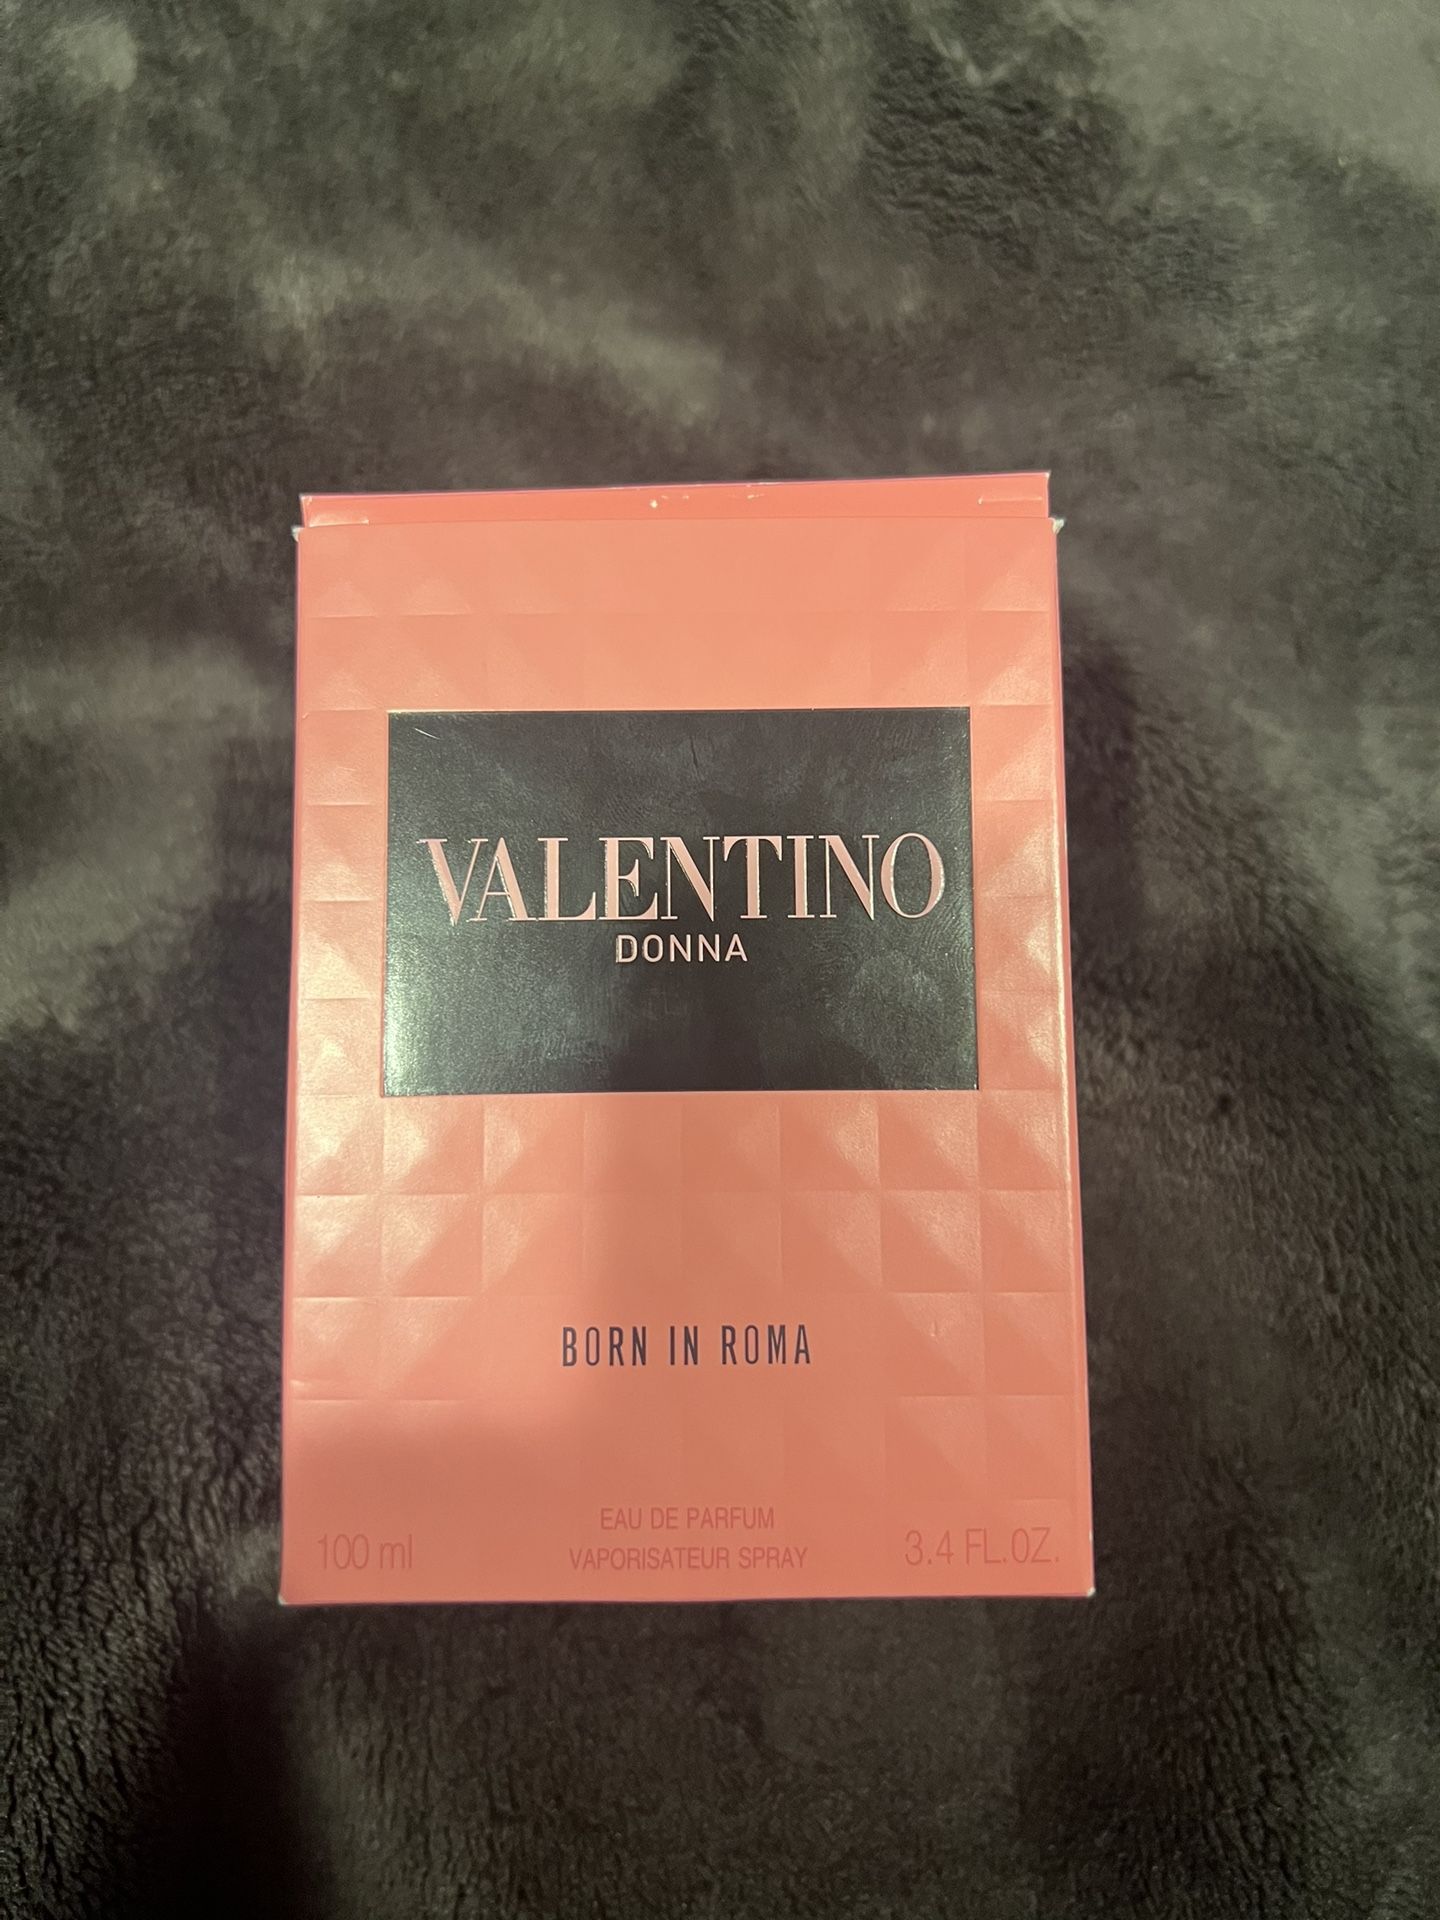 VALENTINO
DONNA
BORN IN ROMA
EAU DE PARFUM
100 ml VAPORISATEUR SPRAY 3.4 FL.OZ.